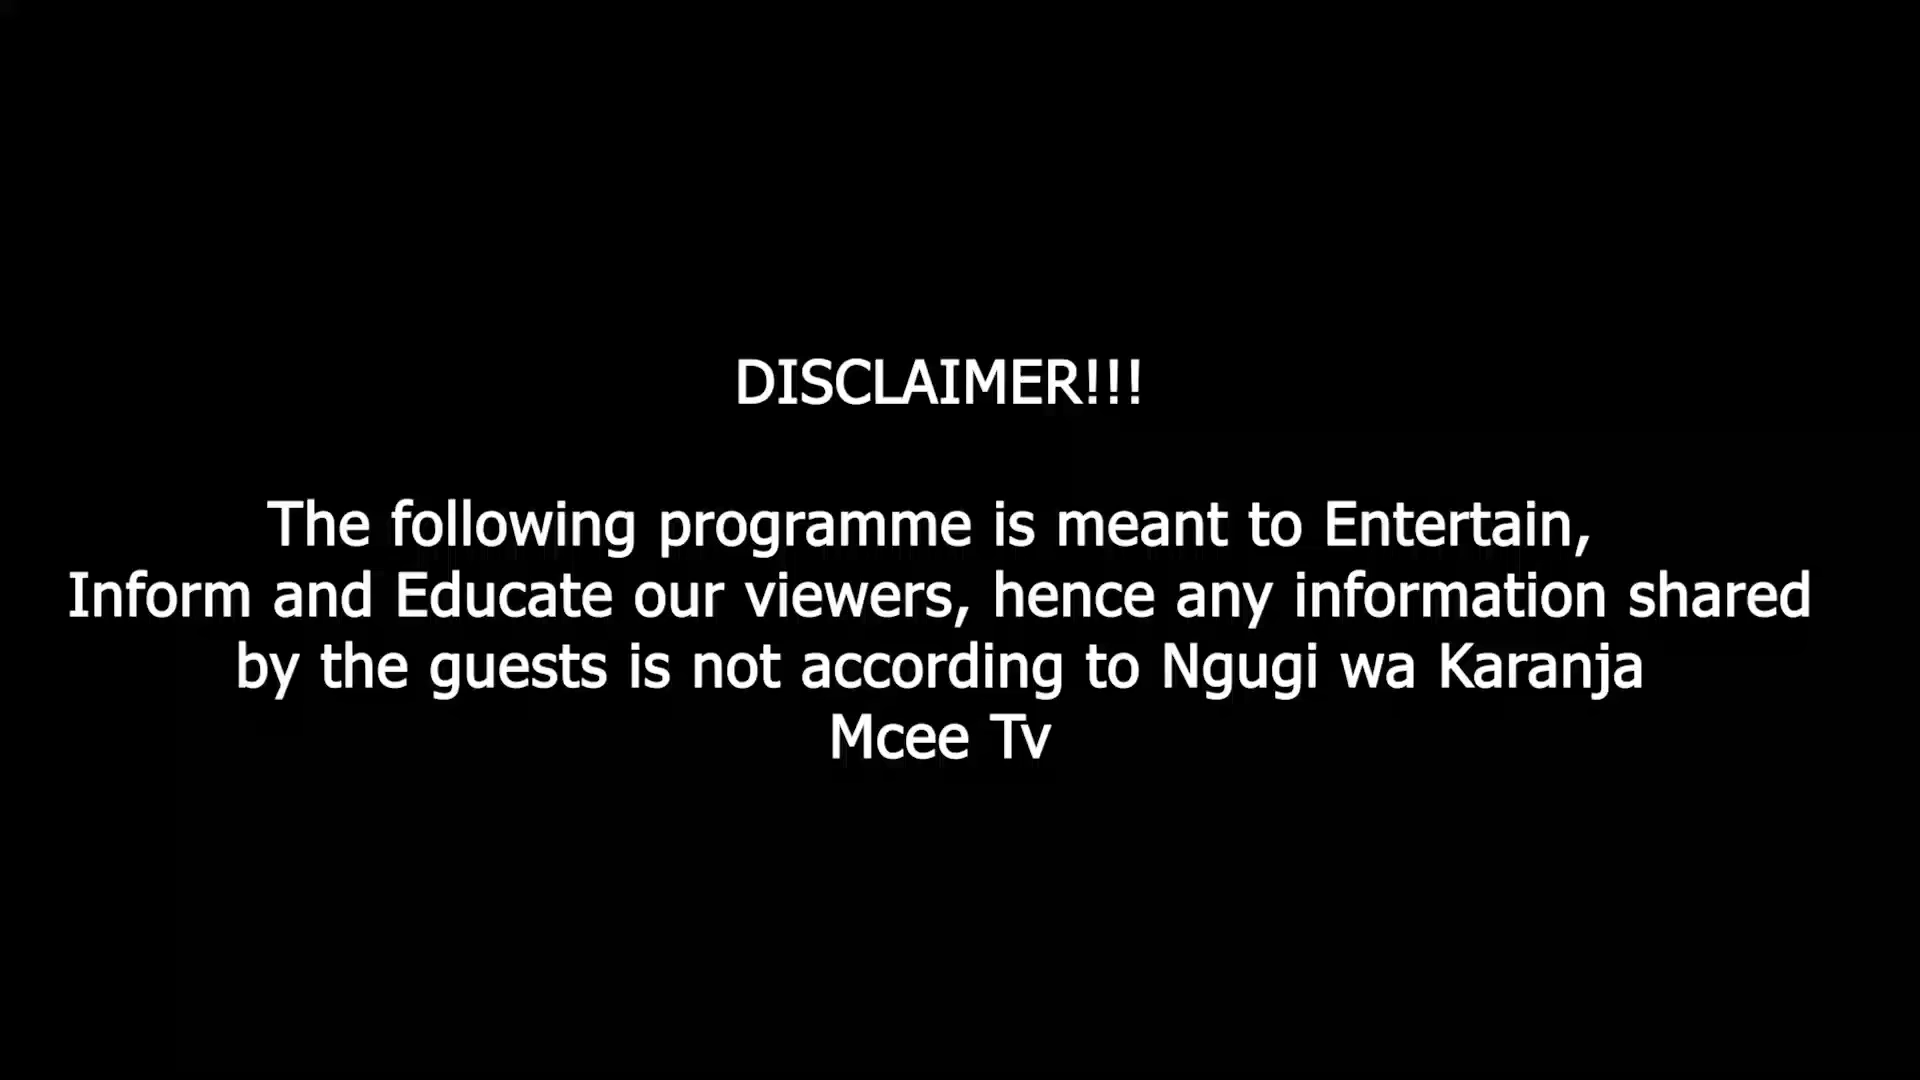 DISCLAIMER!!!
The following programme is meant to Entertain,
Inform and Educate our viewers, hence any information shared
by the guests is not according to Ngugi wa Karanja
Mcee Tv